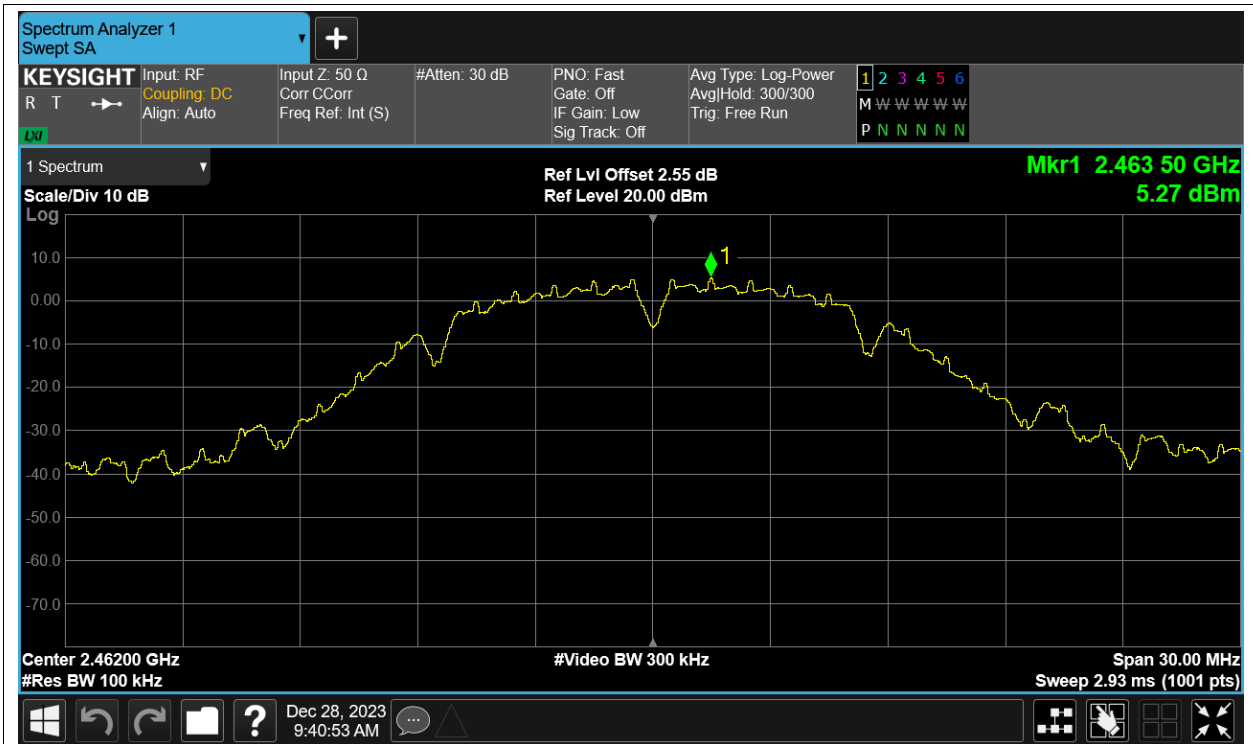 Spectrum Analyzer 1
Swept SA
KEYSIGHT
R T
LXI
Input: RF
Coupling: DC
Align: Auto
Input Z: 50 Ω
Corr CCorr
Freq Ref: Int (S)
#Atten: 30 dB
PNO: Fast
Gate: Off
IF Gain: Low
Sig Track: Off
Avg Type: Log-Power
Avg|Hold: 300/300
Trig: Free Run
1 2 3 4 5 6
M W W W W W
P N N N N N
1 Spectrum
Scale/Div 10 dB
Log
Ref Lvl Offset 2.55 dB
Ref Level 20.00 dBm
Mkr1 2.463 50 GHz
5.27 dBm
1
10.0
0.00
-10.0
-20.0
-30.0
-40.0
-50.0
-60.0
-70.0
Center 2.46200 GHz
#Video BW 300 kHz
Span 30.00 MHz
#Res BW 100 kHz
Sweep 2.93 ms (1001 pts)
?
Dec 28, 2023
9:40:53 AM